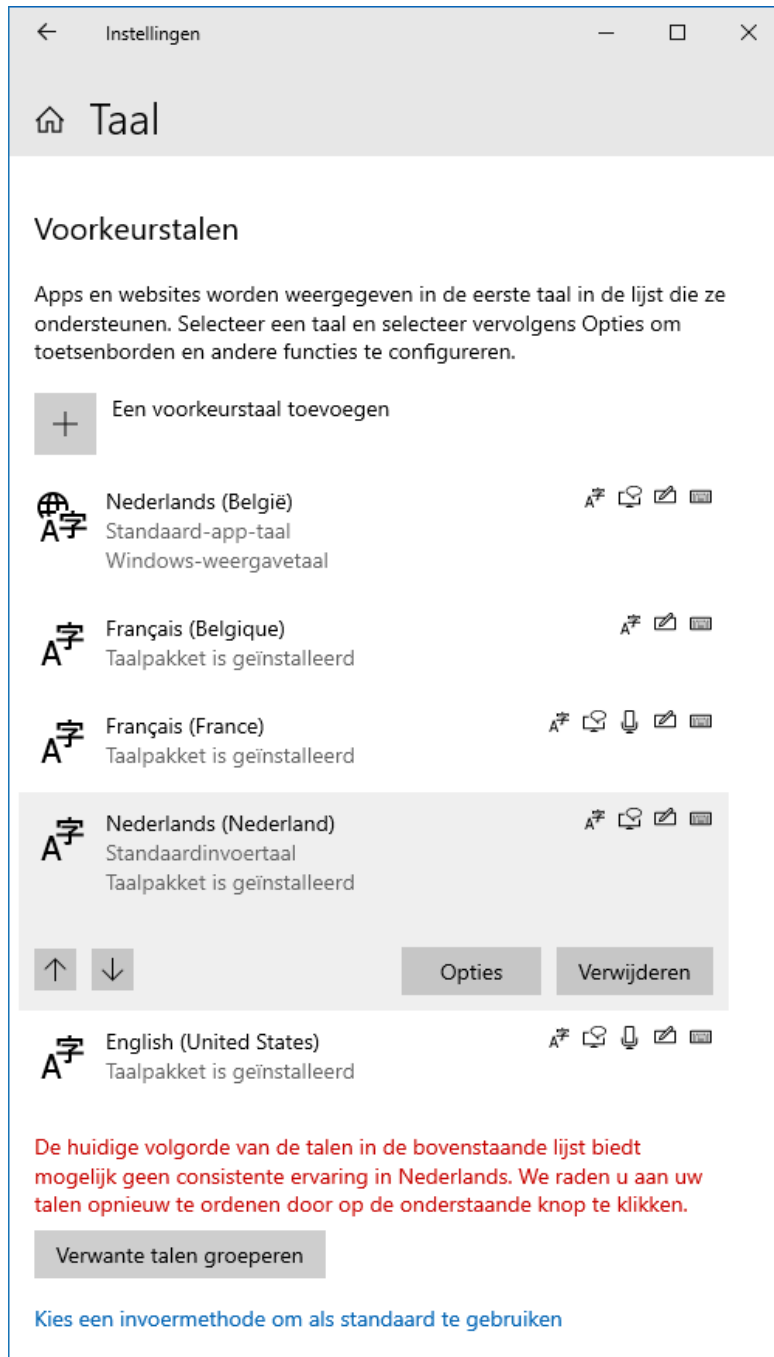 Instellingen
Taal
Voorkeurstalen
Apps en websites worden weergegeven in de eerste taal in de lijst die ze
ondersteunen. Selecteer een taal en selecteer vervolgens Opties om
toetsenborden en andere functies te configureren.
Een voorkeurstaal toevoegen
Nederlands (België)
Standaard-app-taal
Windows-weergavetaal
Français (Belgique)
Taalpakket is geïnstalleerd
Français (France)
Taalpakket is geïnstalleerd
Nederlands (Nederland)
Standaardinvoertaal
Taalpakket is geïnstalleerd
Opties Verwijderen
English (United States)
Taalpakket is geïnstalleerd
De huidige volgorde van de talen in de bovenstaande lijst biedt
mogelijk geen consistente ervaring in Nederlands. We raden u aan uw
talen opnieuw te ordenen door op de onderstaande knop te klikken.
Verwante talen groeperen
Kies een invoermethode om als standaard te gebruiken